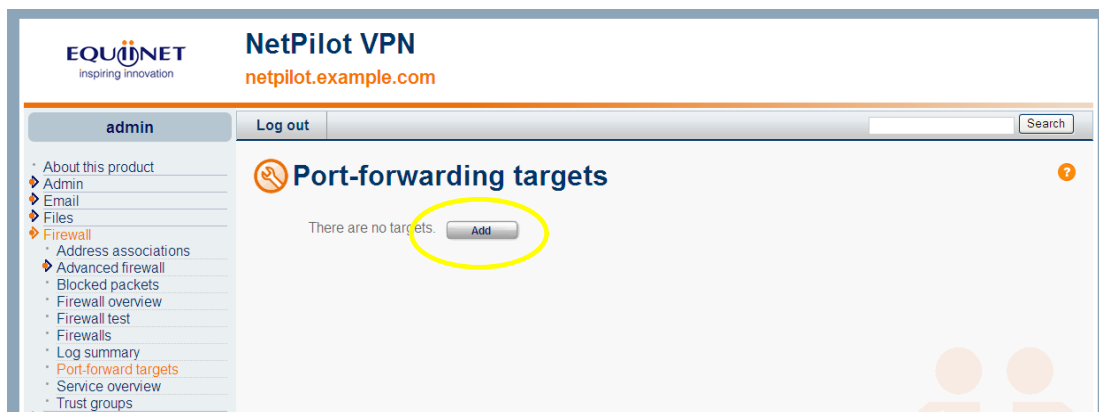 EQUiiNET
inspiring innovation
NetPilot VPN
netpilot.example.com
admin
Log out
Search
About this product
Admin
Email
Files
Firewall
Address associations
Advanced firewall
Blocked packets
Firewall overview
Firewall test
Firewalls
Log summary
Port-forward targets
Service overview
Trust groups
Port-forwarding targets
?
There are no targets. Add